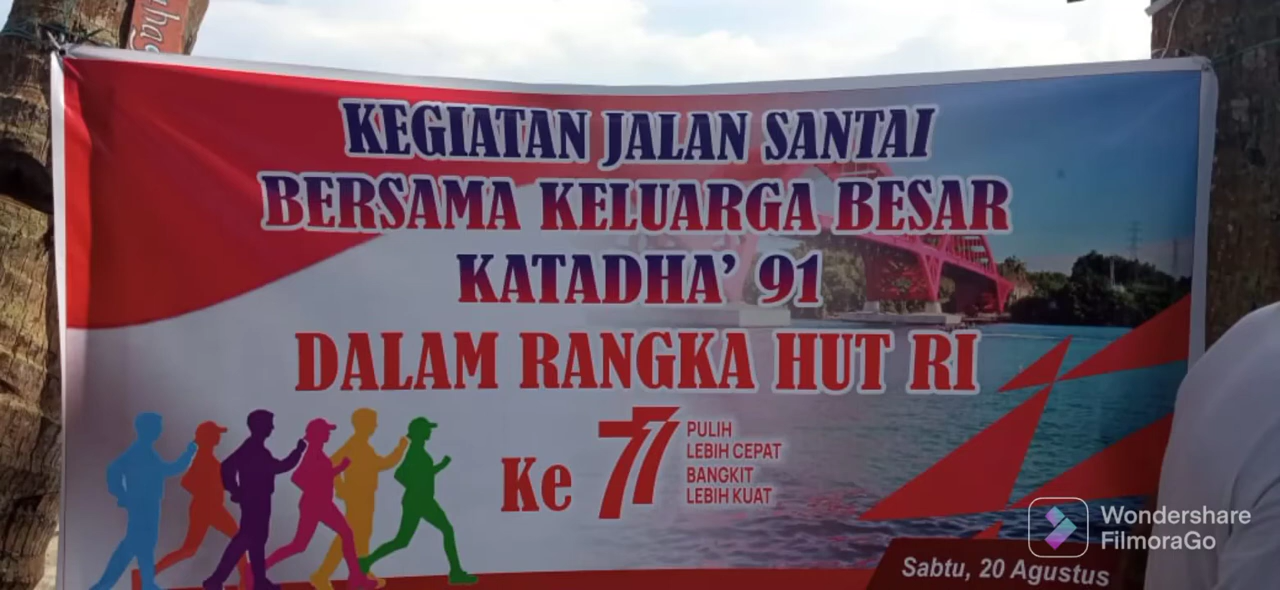 KEGIATAN JALAN SANTAI
BERSAMA KELUARGA BESAR
KATADHA' 91
DALAM RANGKA HUT RI
Ke 77
PULIH
LEBIH CEPAT
BANGKIT
LEBIH KUAT
Sabtu, 20 Agustus
Wondershare
FilmoraGo